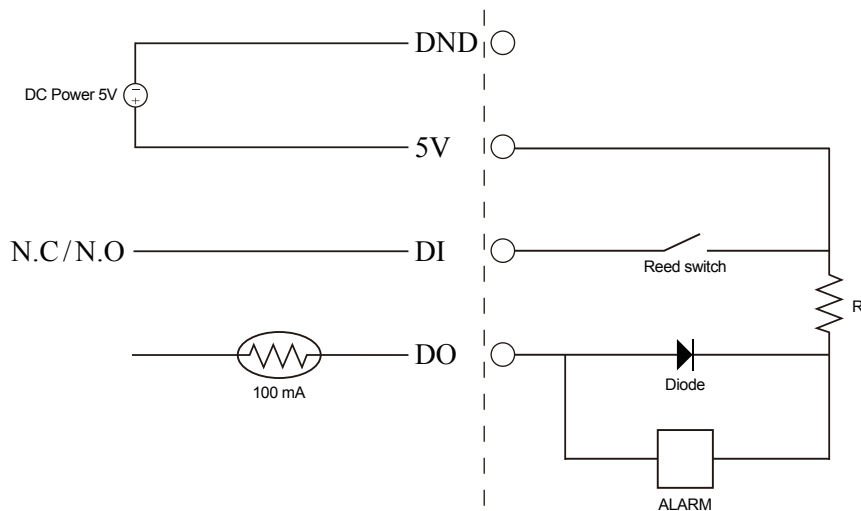 DND
DC Power 5V
5V
N.C/N.O
DI
Reed switch
R
DO
100 mA
Diode
ALARM